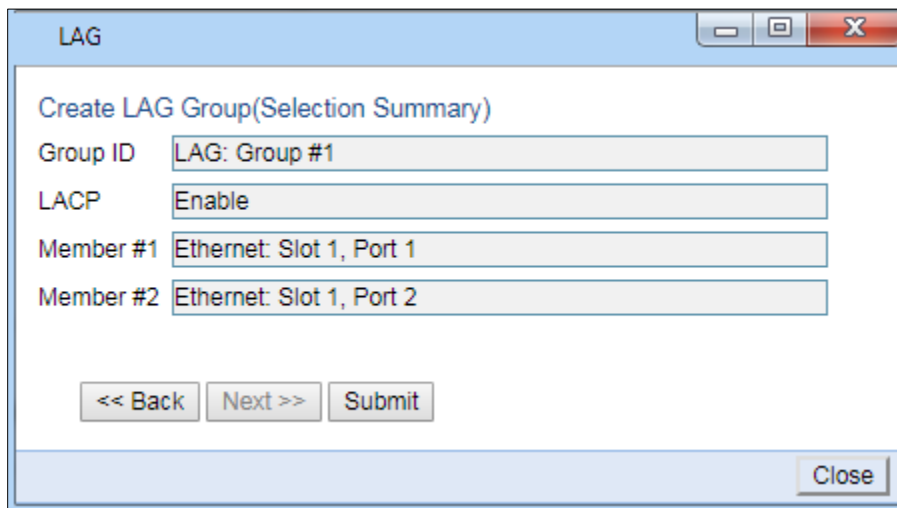 LAG
Create LAG Group(Selection Summary)
Group ID LAG: Group #1
LACP Enable
Member #1 Ethernet: Slot 1, Port 1
Member #2 Ethernet: Slot 1, Port 2
<< Back Next >> Submit
Close